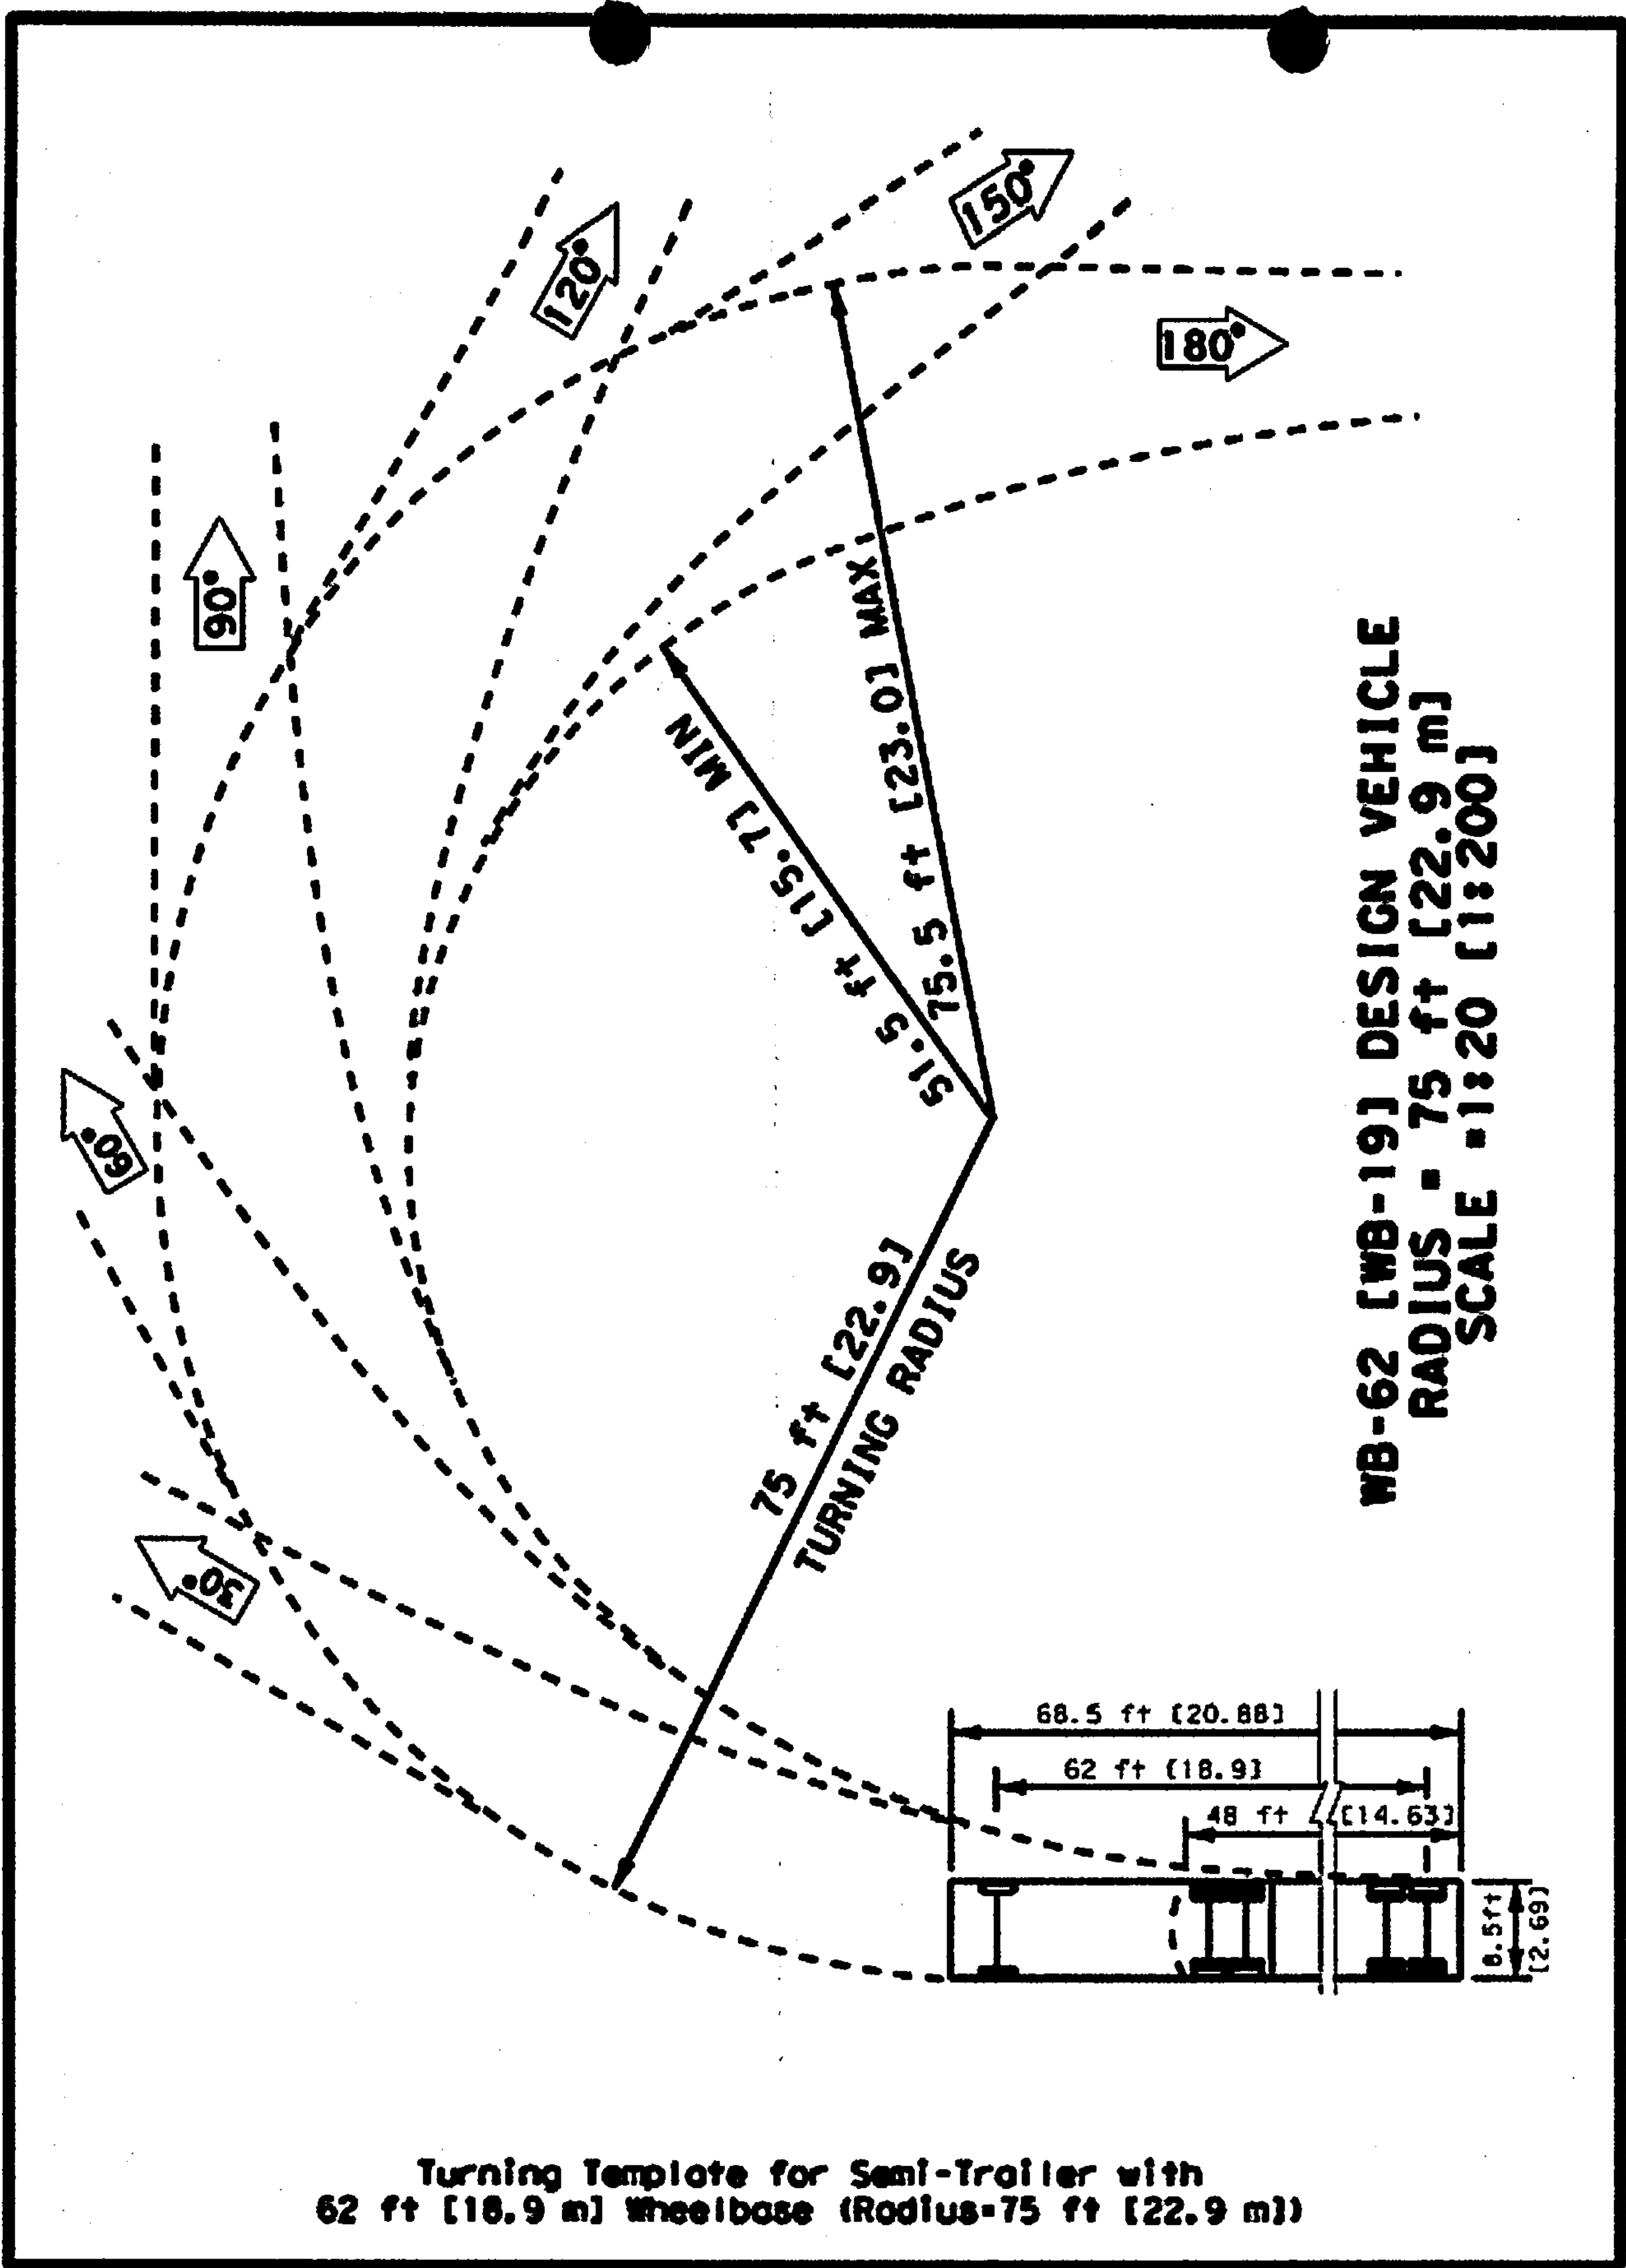 150°
120°
180°
90°
60°
30°
75.5 ft [23.0] MAX
51.5 ft [15.7] MIN
75 ft [22.9]
TURNING RADIUS
WB-62 [WB-19] DESIGN VEHICLE
RADIUS = 75 ft [22.9 m]
SCALE =1:20 [1:200]
68.5 ft [20.88]
62 ft [18.9]
48 ft [14.63]
8.5ft
[2.69]
Turning Template for Semi-Trailer with
62 ft [18.9 m] Wheelbase (Radius=75 ft [22.9 m])